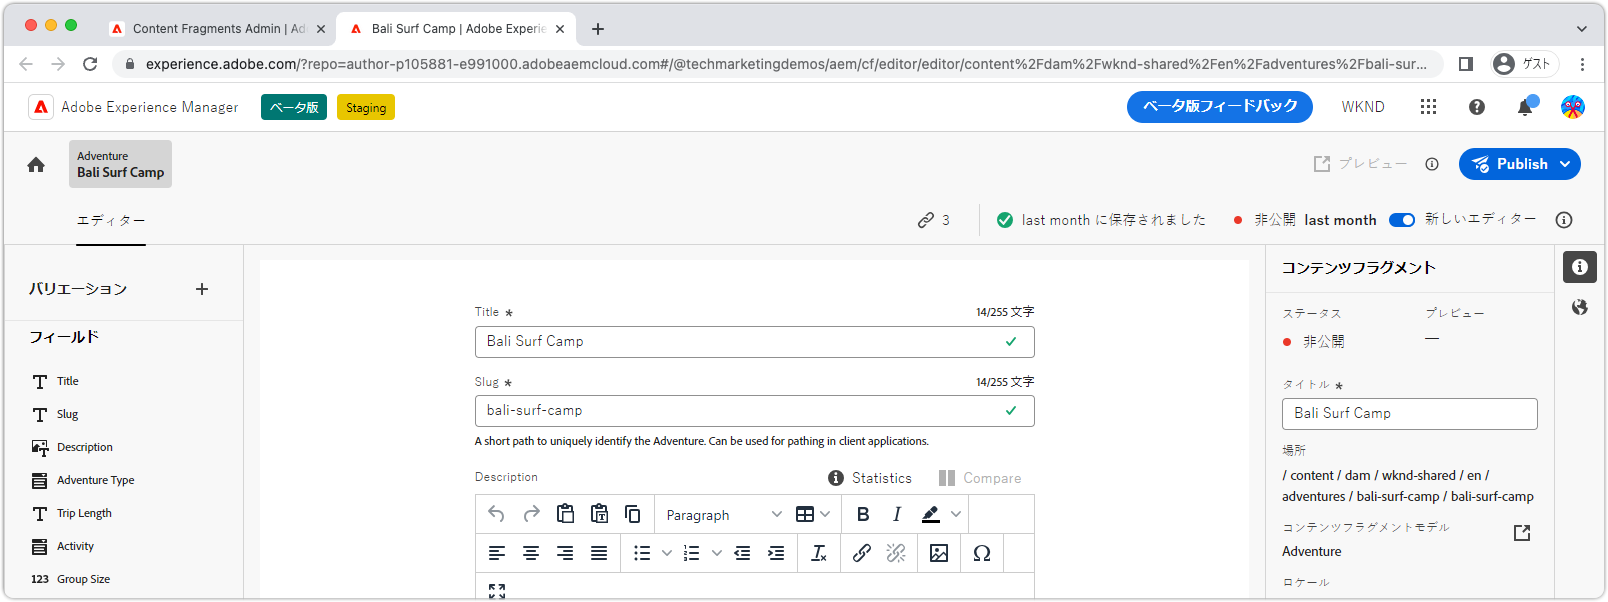 Content Fragments Admin | Ad
Bali Surf Camp | Adobe Experie
experience.adobe.com/?repo=author-p105881-e991000.adobeaemcloud.com#/@techmarketingdemos/aem/cf/editor/editor/content%2Fdam%2Fwknd-shared%2Fen%2Fadventures%2Fbali-sur...
ゲスト
Adobe Experience Manager
ベータ版
Staging
ベータ版フィードバック
WKND
Adventure
Bali Surf Camp
プレビュー
Publish
エディター
3
last month に保存されました
非公開 last month
新しいエディター
バリエーション
フィールド
Title
Slug
Description
Adventure Type
Trip Length
Activity
123 Group Size
Title *
14/255 文字
Bali Surf Camp
Slug *
14/255 文字
bali-surf-camp
A short path to uniquely identify the Adventure. Can be used for pathing in client applications.
Description
Statistics
Compare
Paragraph
B I
Ω
コンテンツフラグメント
ステータス
プレビュー
非公開
—
タイトル *
Bali Surf Camp
場所
/ content / dam / wknd-shared / en /
adventures / bali-surf-camp / bali-surf-camp
コンテンツフラグメントモデル
Adventure
ロケール